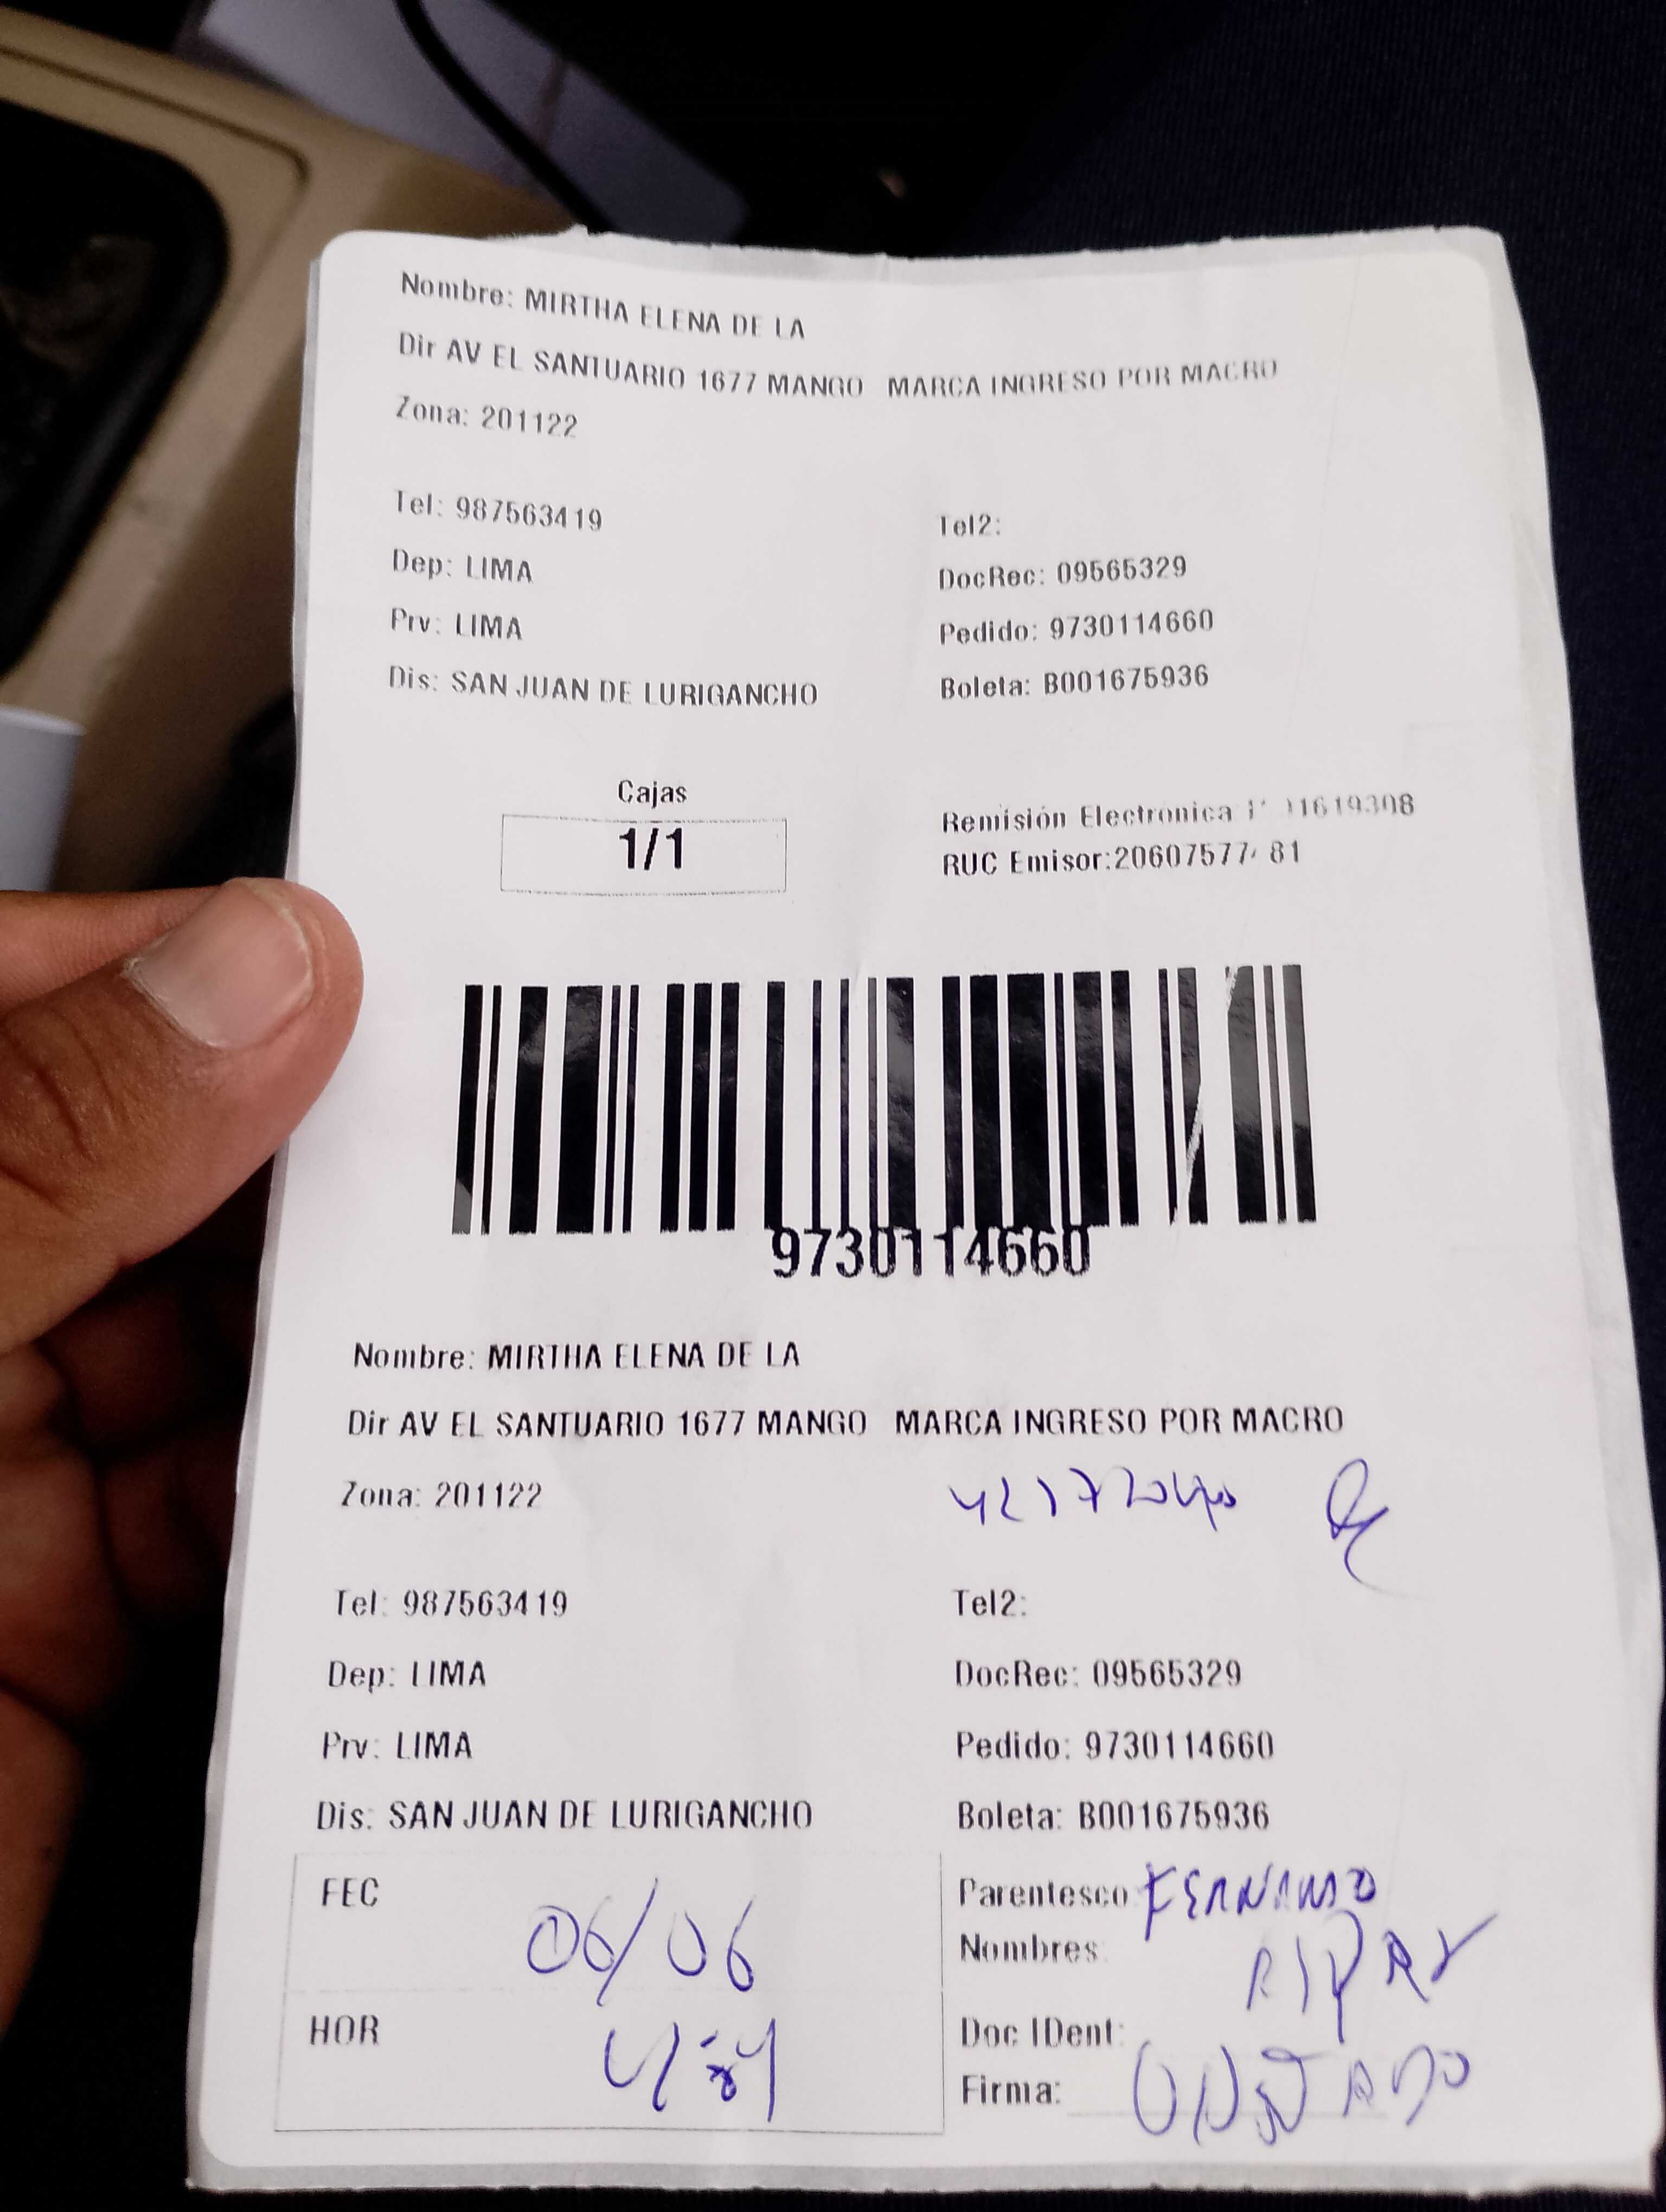 Nombre: MIRTHA ELENA DE LA
Dir AV EL SANTUARIO 1677 MANGO MARCA INGRESO POR MACRO
Zona: 201122
Tel: 987563419
Tel2:
Dep: LIMA
DocRec: 09565329
Prv: LIMA
Pedido: 9730114660
Dis: SAN JUAN DE LURIGANCHO
Boleta: B001675936
Cajas
1/1
Remisión Electronica
RUC Emisor:
9730114660
Nombre: MIRTHA ELENA DE LA
Dir AV EL SANTUARIO 1677 MANGO MARCA INGRESO POR MACRO
Zona: 201122
Tel: 987563419
Tel2:
Dep: LIMA
DocRec: 09565329
Prv: LIMA
Pedido: 9730114660
Dis: SAN JUAN DE LURIGANCHO
Boleta: B001675936
FEC
06/06
Parentesco: FERNANDO
Nombres:
HOR
Doc IDent:
Firma: